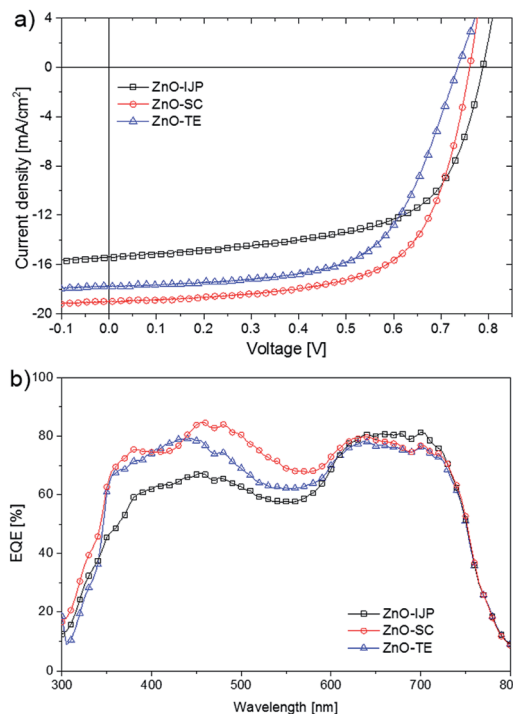 a)
4
0
-4
-8
-12
-16
-20
Current density [mA/cm²]
ZnO-IJP
ZnO-SC
ZnO-TE
-0.1 0.0 0.1 0.2 0.3 0.4 0.5 0.6 0.7 0.8
Voltage [V]
b)
100
80
60
40
20
0
EQE [%]
ZnO-IJP
ZnO-SC
ZnO-TE
300 400 500 600 700 800
Wavelength [nm]